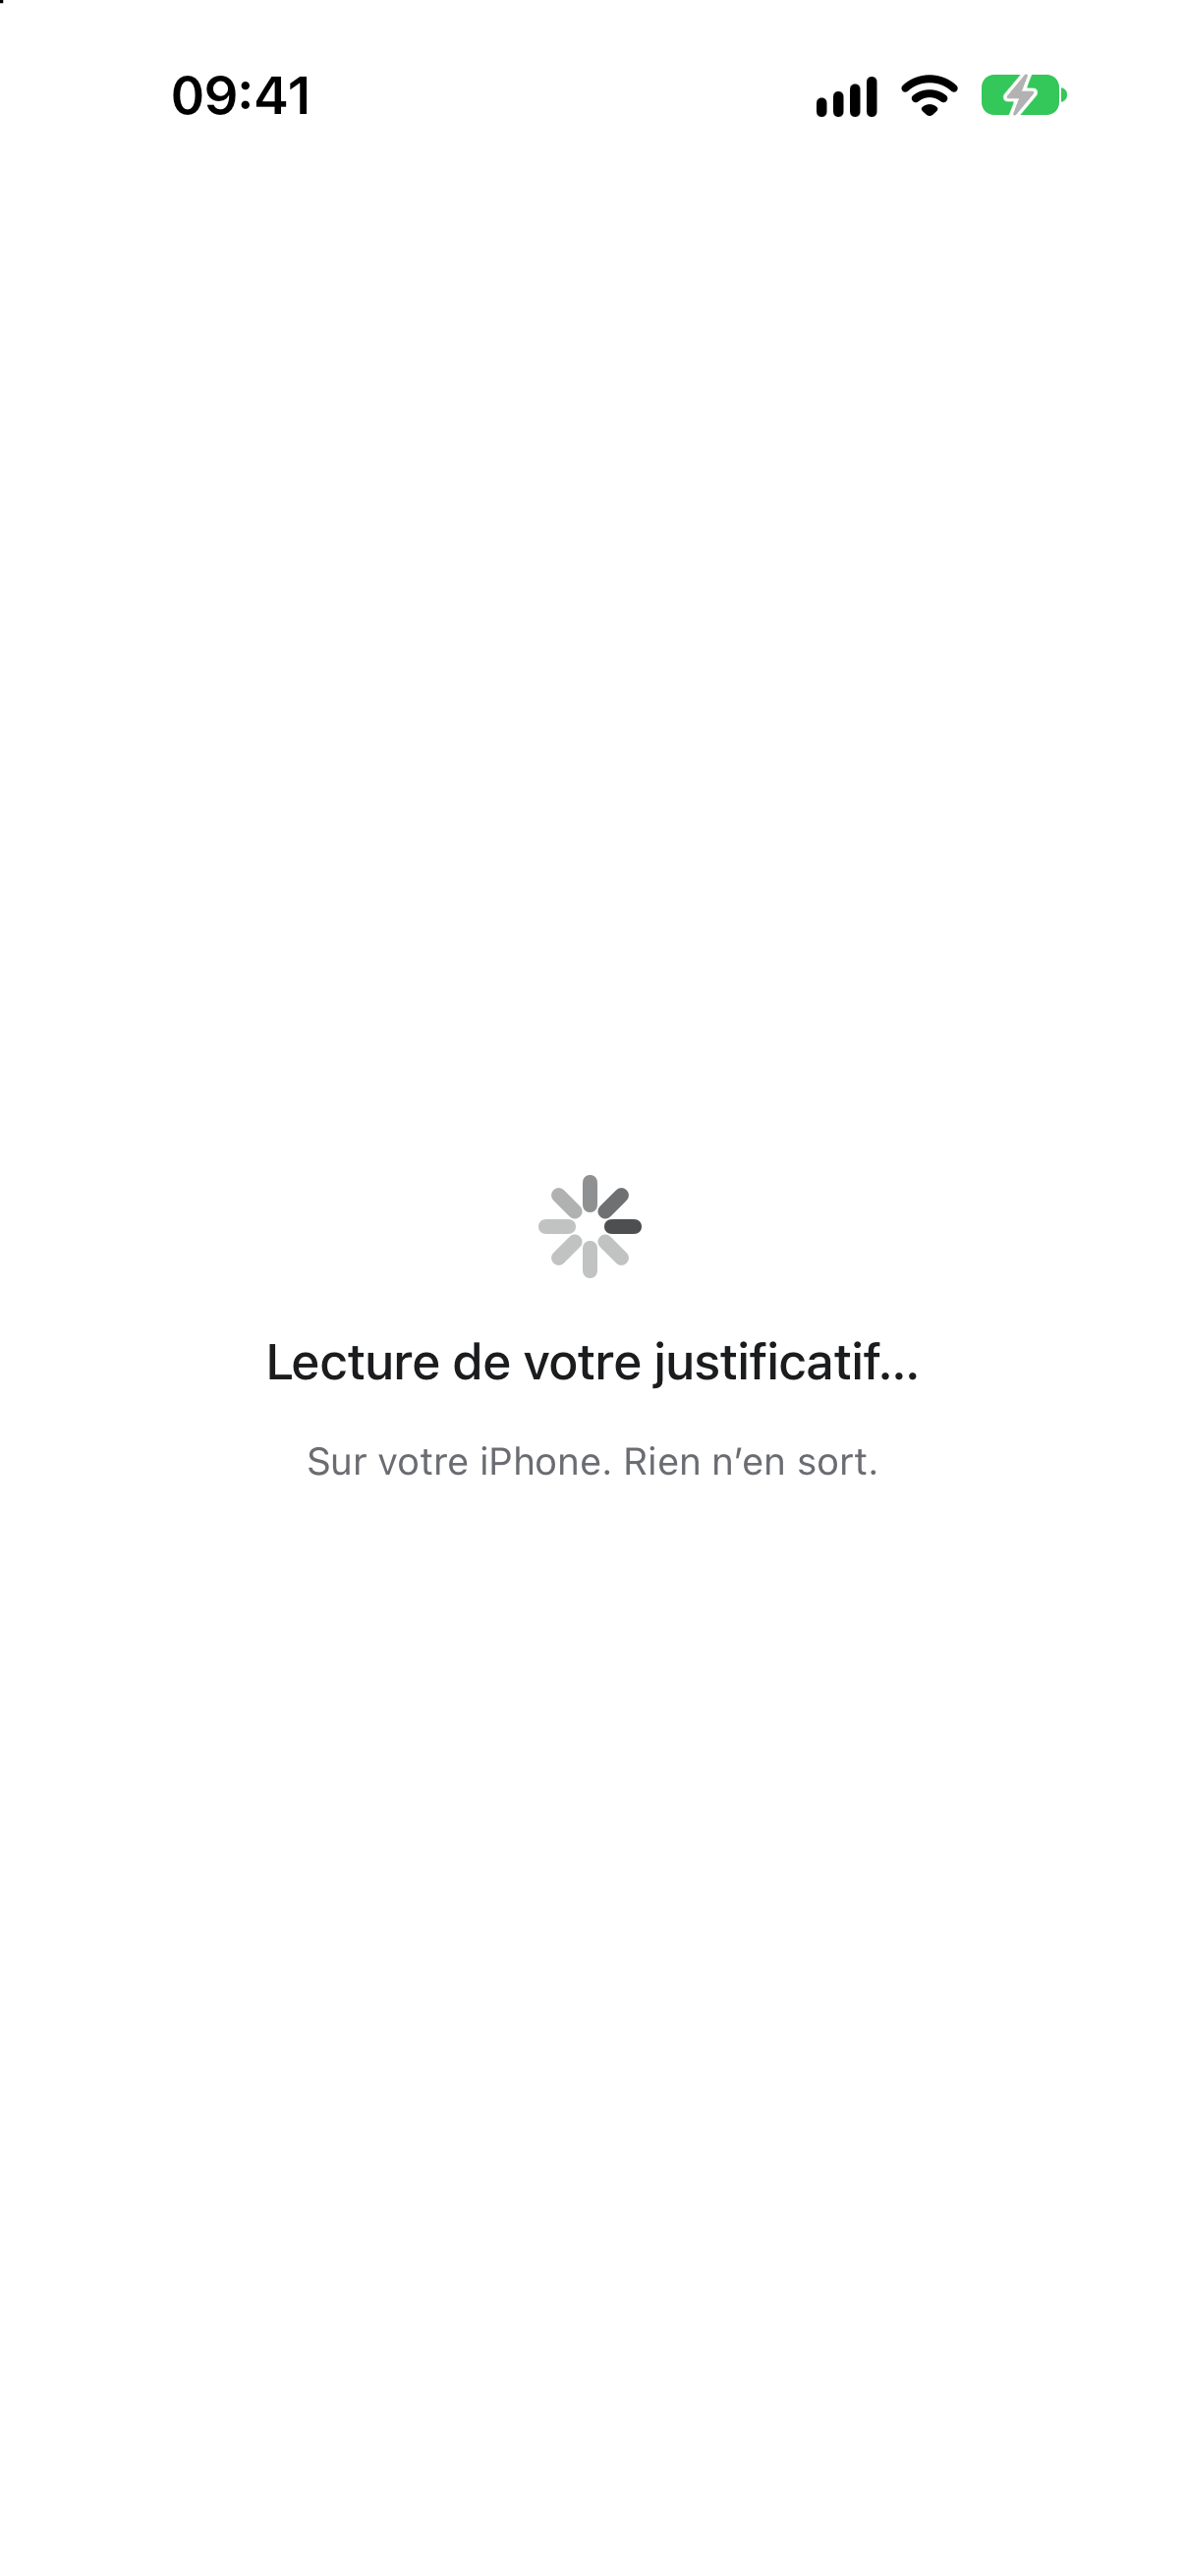 09:41
Lecture de votre justificatif…
Sur votre iPhone. Rien n’en sort.